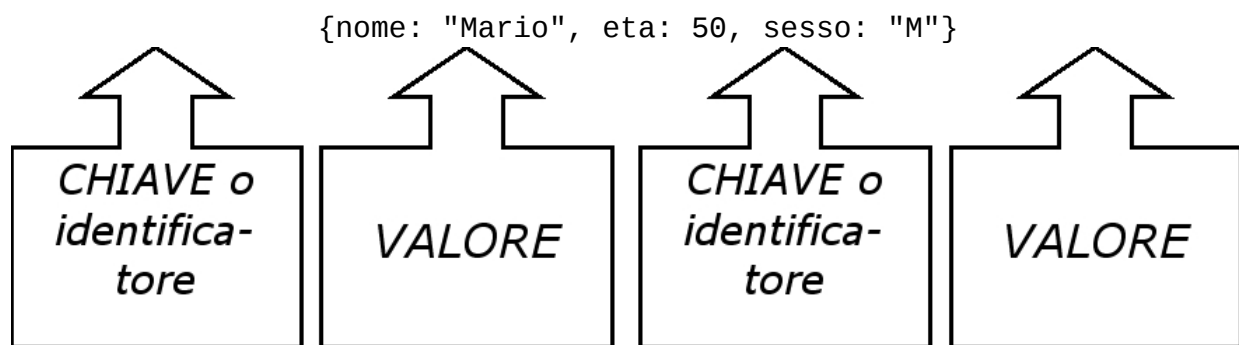 {nome: "Mario", eta: 50, sesso: "M"}
CHIAVE o
identifica-
tore
VALORE
CHIAVE o
identifica-
tore
VALORE